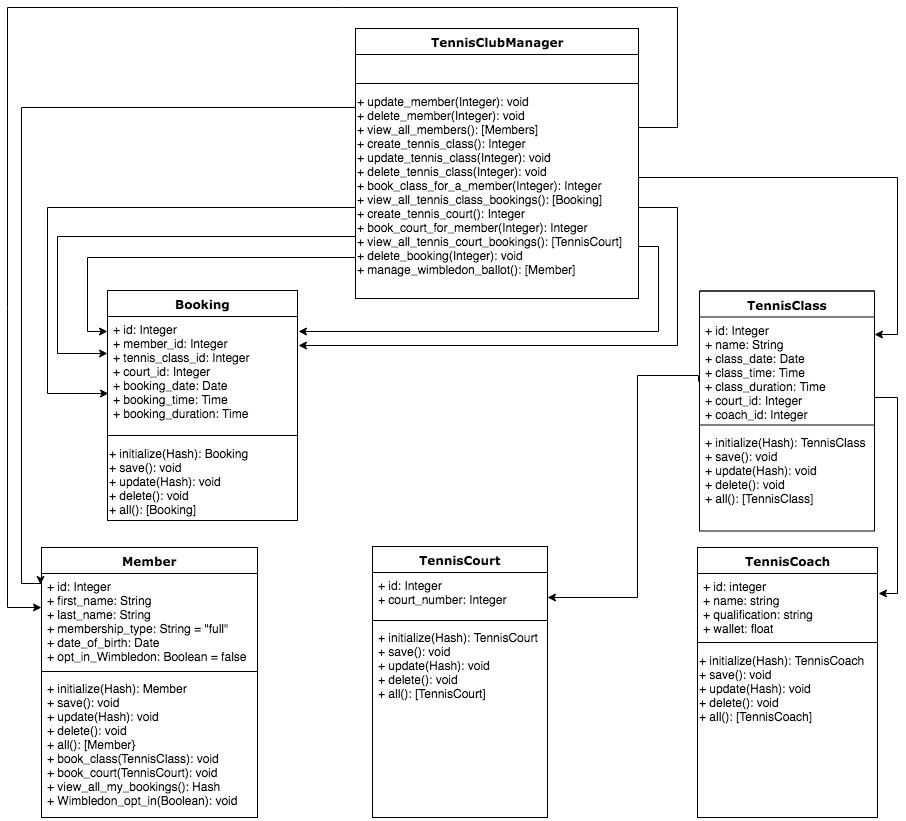 TennisClubManager
+ update_member(Integer): void
+ delete_member(Integer): void
+ view_all_members(): [Members]
+ create_tennis_class(): Integer
+ update_tennis_class(Integer): void
+ delete_tennis_class(Integer): void
+ book_class_for_a_member(Integer): Integer
+ view_all_tennis_class_bookings(): [Booking]
+ create_tennis_court(): Integer
+ book_court_for_member(Integer): Integer
+ view_all_tennis_court_bookings(): [TennisCourt]
+ delete_booking(Integer): void
+ manage_wimbledon_ballot(): [Member]
Booking
+ id: Integer
+ member_id: Integer
+ tennis_class_id: Integer
+ court_id: Integer
+ booking_date: Date
+ booking_time: Time
+ booking_duration: Time
+ initialize(Hash): Booking
+ save(): void
+ update(Hash): void
+ delete(): void
+ all(): [Booking]
TennisClass
+ id: Integer
+ name: String
+ class_date: Date
+ class_time: Time
+ class_duration: Time
+ court_id: Integer
+ coach_id: Integer
+ initialize(Hash): TennisClass
+ save(): void
+ update(Hash): void
+ delete(): void
+ all(): [TennisClass]
Member
+ id: Integer
+ first_name: String
+ last_name: String
+ membership_type: String = "full"
+ date_of_birth: Date
+ opt_in_Wimbledon: Boolean = false
+ initialize(Hash): Member
+ save(): void
+ update(Hash): void
+ delete(): void
+ all(): [Member}
+ book_class(TennisClass): void
+ book_court(TennisCourt): void
+ view_all_my_bookings(): Hash
+ Wimbledon_opt_in(Boolean): void
TennisCourt
+ id: Integer
+ court_number: Integer
+ initialize(Hash): TennisCourt
+ save(): void
+ update(Hash): void
+ delete(): void
+ all(): [TennisCourt]
TennisCoach
+ id: integer
+ name: string
+ qualification: string
+ wallet: float
+ initialize(Hash): TennisCoach
+ save(): void
+ update(Hash): void
+ delete(): void
+ all(): [TennisCoach]